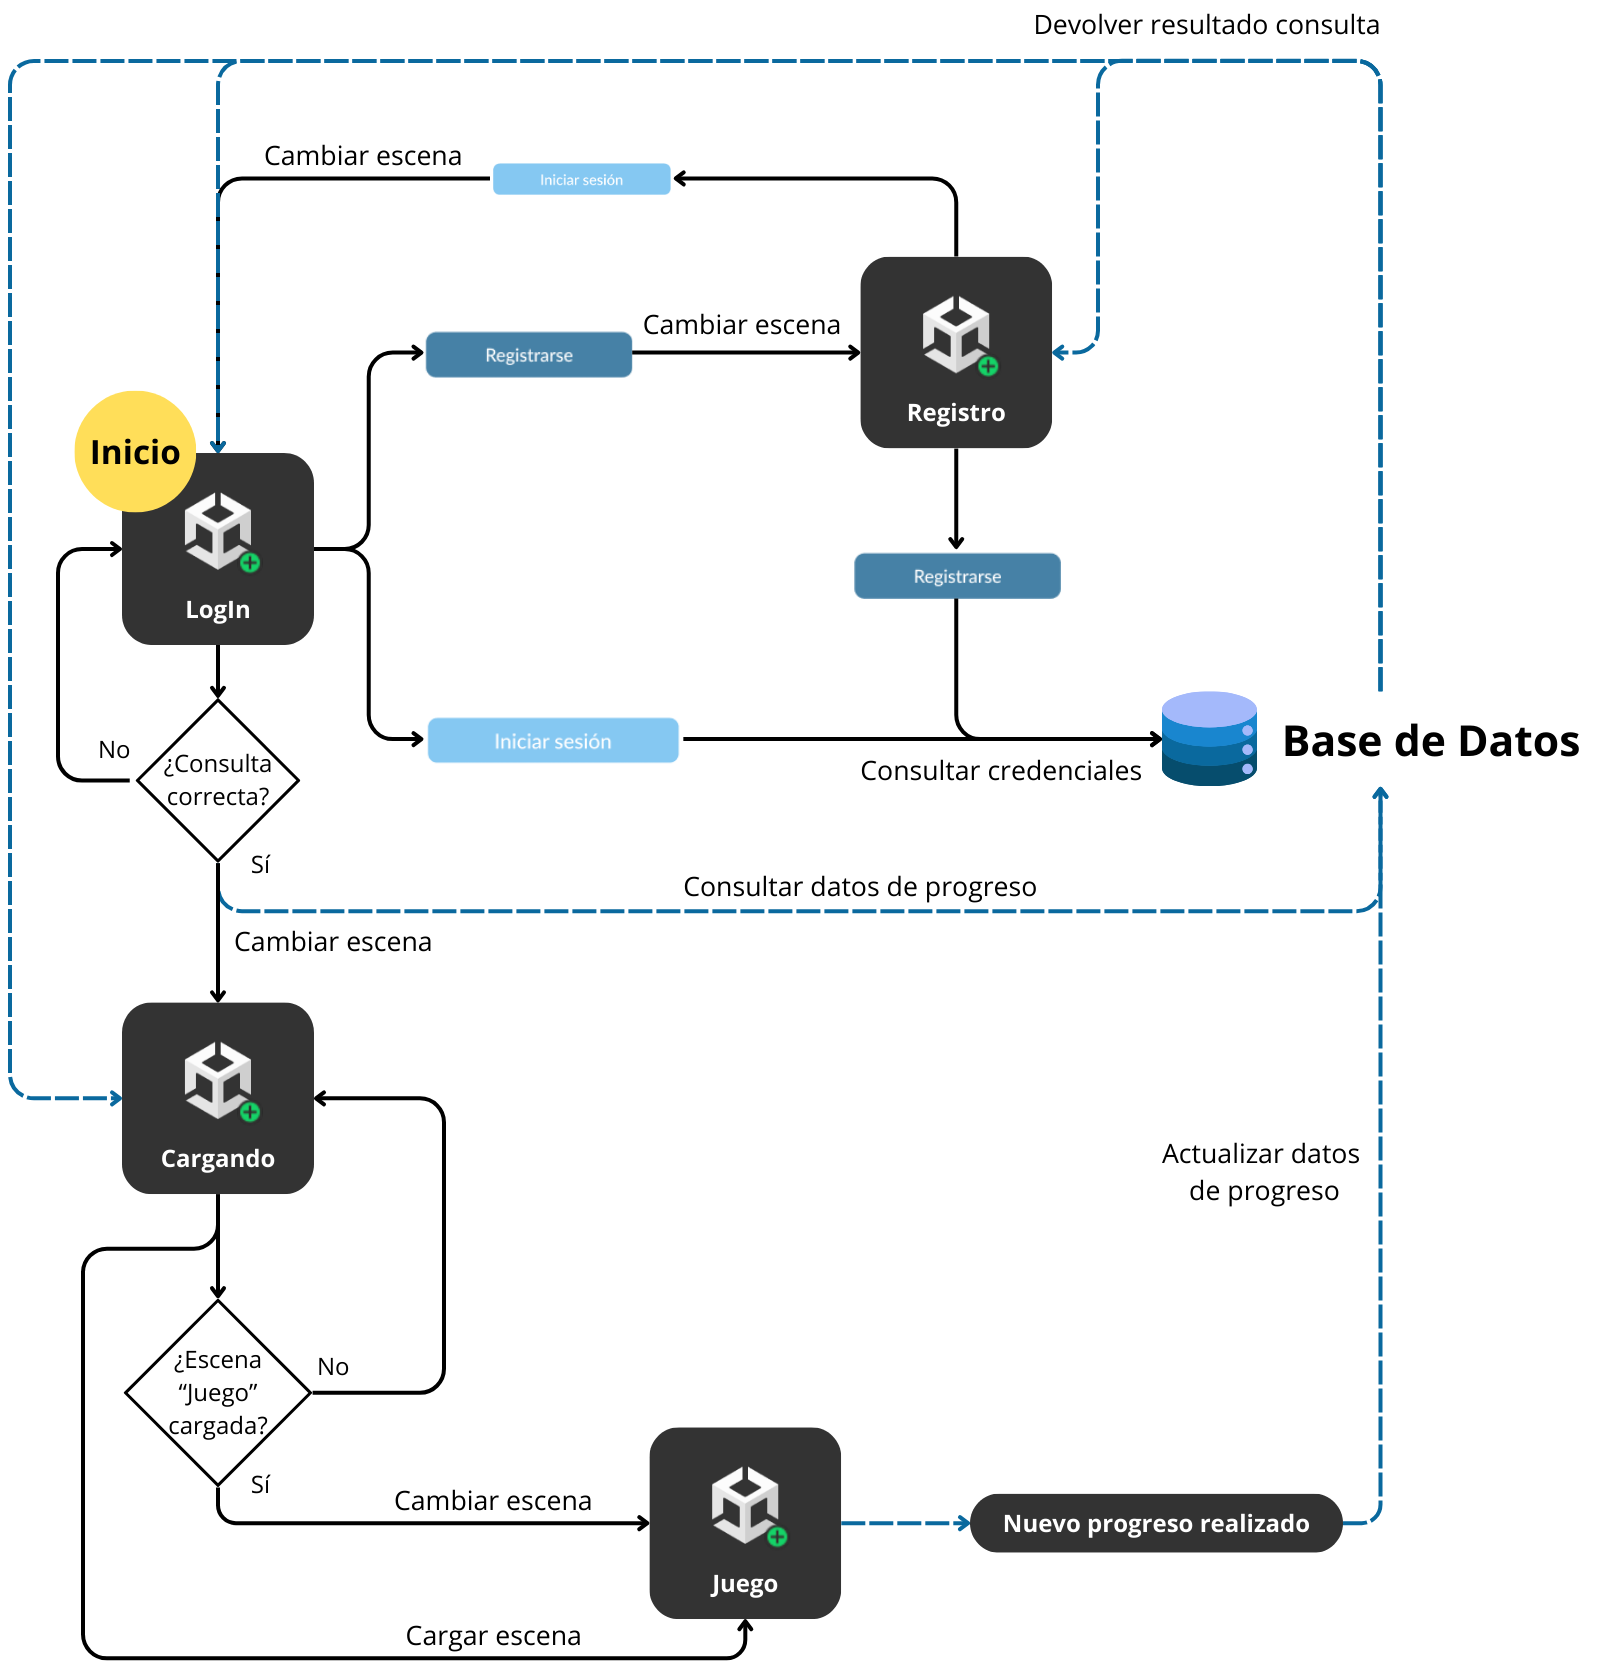 Devolver resultado consulta
Cambiar escena
Iniciar sesión
Cambiar escena
Registrarse
Registro
Inicio
LogIn
Registrarse
Iniciar sesión
Base de Datos
Consultar credenciales
No
¿Consulta
correcta?
Sí
Consultar datos de progreso
Cambiar escena
Cargando
Actualizar datos
de progreso
¿Escena
“Juego”
cargada?
No
Sí
Cambiar escena
Juego
Nuevo progreso realizado
Cargar escena